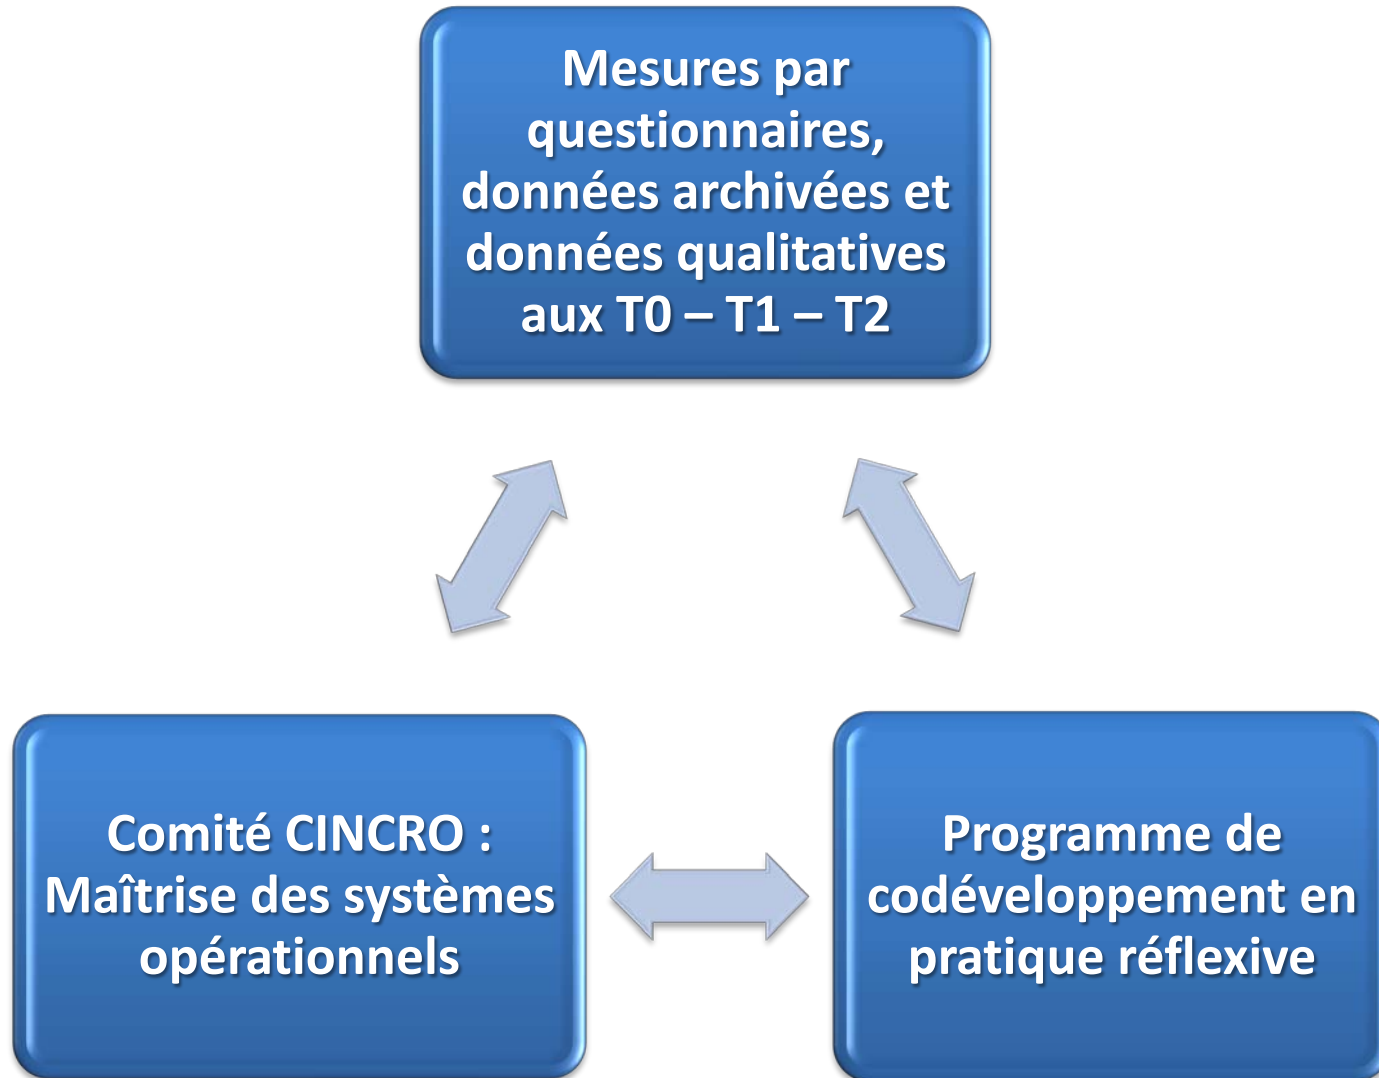 Mesures par
questionnaires,
données archivées et
données qualitatives
aux T0 – T1 – T2
Comité CINCRO :
Maîtrise des systèmes
opérationnels
Programme de
codéveloppement en
pratique réflexive